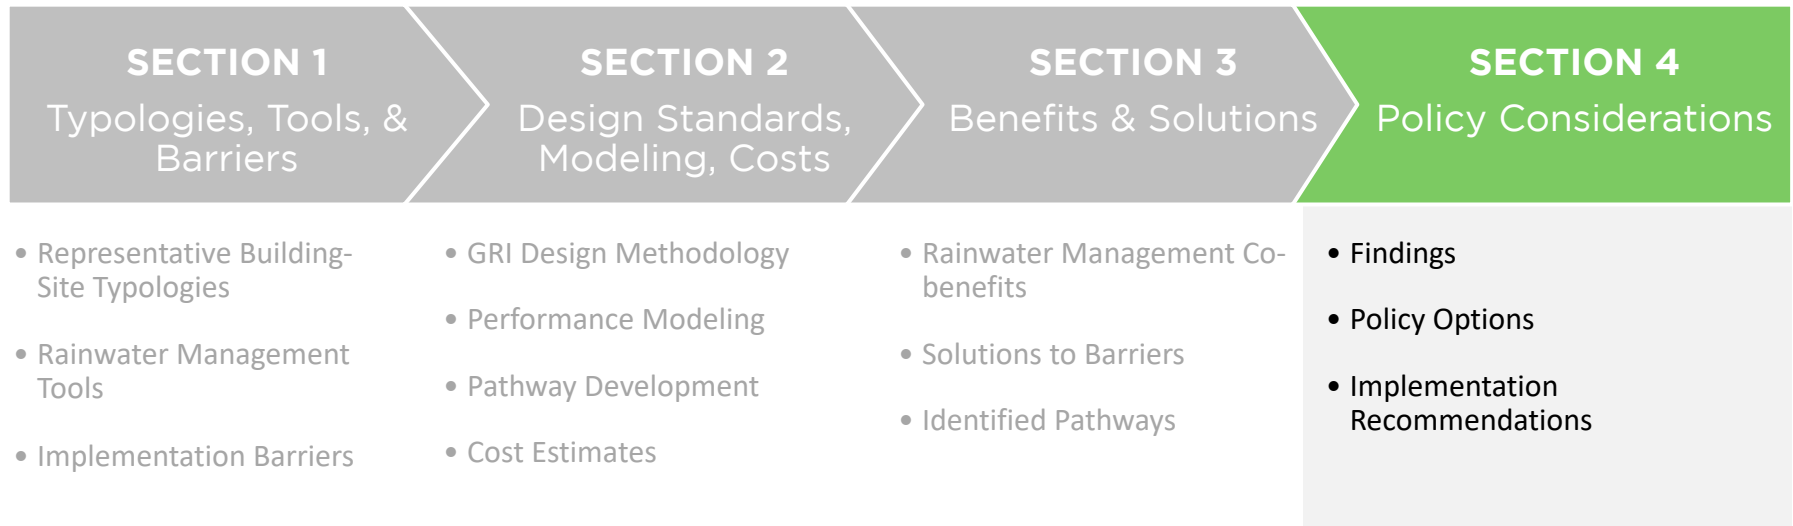 SECTION 1
Typologies, Tools, &
Barriers
• Representative Building-
Site Typologies
• Rainwater Management
Tools
• Implementation Barriers
SECTION 2
Design Standards,
Modeling, Costs
• GRI Design Methodology
• Performance Modeling
• Pathway Development
• Cost Estimates
SECTION 3
Benefits & Solutions
• Rainwater Management Co-
benefits
• Solutions to Barriers
• Identified Pathways
SECTION 4
Policy Considerations
• Findings
• Policy Options
• Implementation
Recommendations